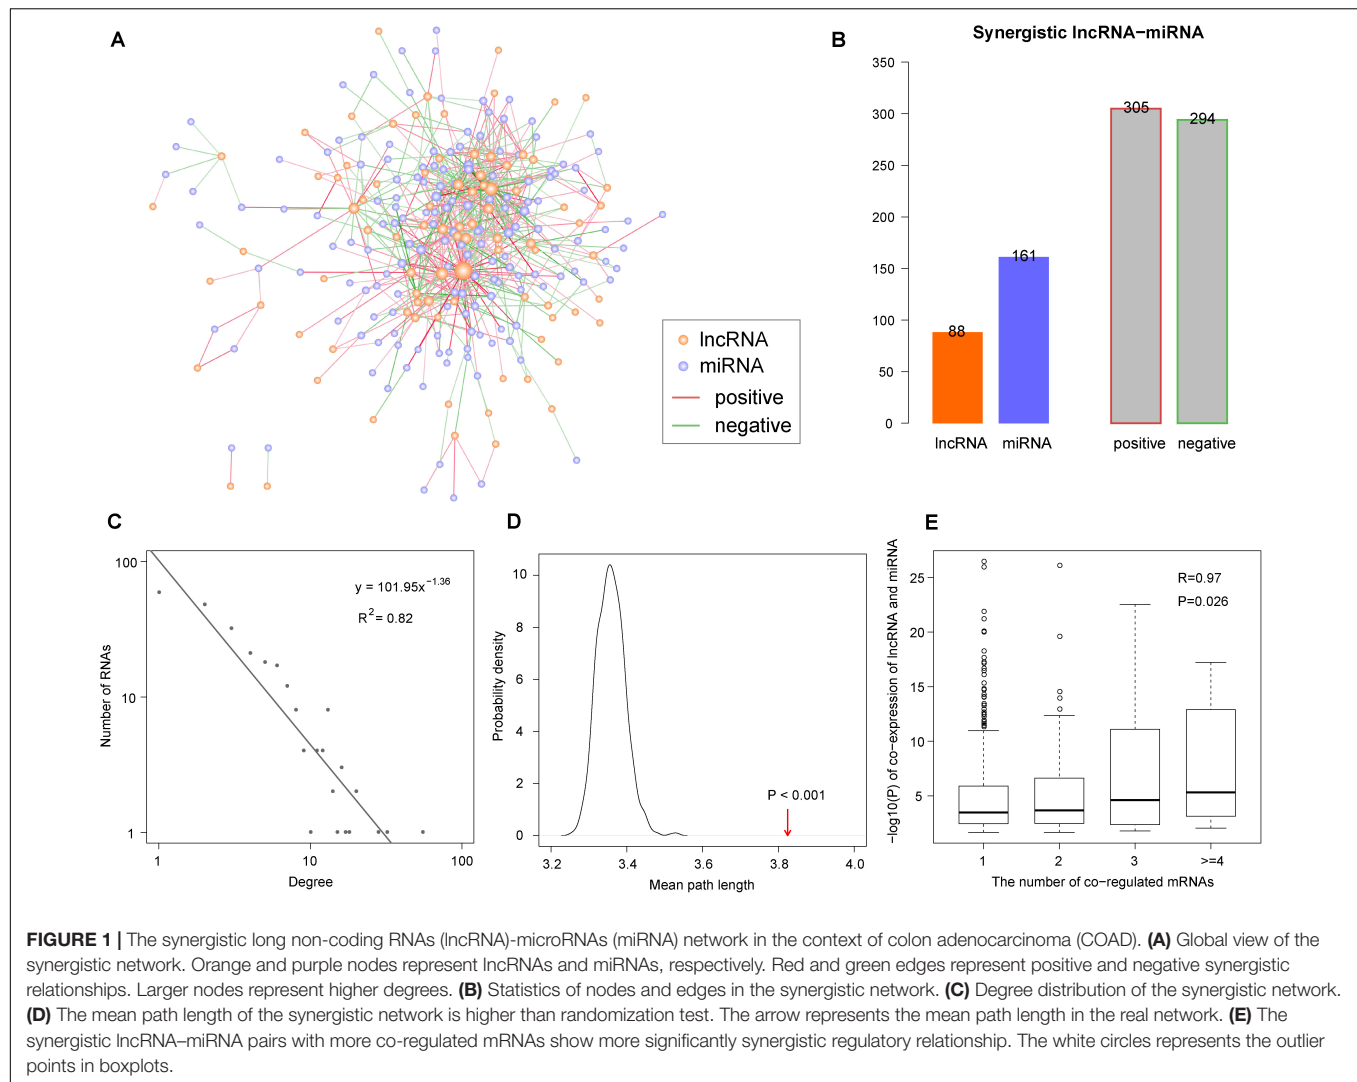 A
lncRNA
miRNA
positive
negative
B
Synergistic lncRNA−miRNA
350
300
250
200
150
100
50
0
88
161
305
294
lncRNA
miRNA
positive
negative
C
Number of RNAs
100
10
1
y = 101.95x−1.36
R2 = 0.82
1
10
100
Degree
D
Probability density
10
8
6
4
2
0
P < 0.001
3.2
3.4
3.6
3.8
4.0
Mean path length
E
−log10(P) of co−expression of lncRNA and miRNA
25
20
15
10
5
R=0.97
P=0.026
1
2
3
>=4
The number of co−regulated mRNAs
FIGURE 1 | The synergistic long non-coding RNAs (lncRNA)-microRNAs (miRNA) network in the context of colon adenocarcinoma (COAD). (A) Global view of the
synergistic network. Orange and purple nodes represent lncRNAs and miRNAs, respectively. Red and green edges represent positive and negative synergistic
relationships. Larger nodes represent higher degrees. (B) Statistics of nodes and edges in the synergistic network. (C) Degree distribution of the synergistic network.
(D) The mean path length of the synergistic network is higher than randomization test. The arrow represents the mean path length in the real network. (E) The
synergistic lncRNA–miRNA pairs with more co-regulated mRNAs show more significantly synergistic regulatory relationship. The white circles represents the outlier
points in boxplots.